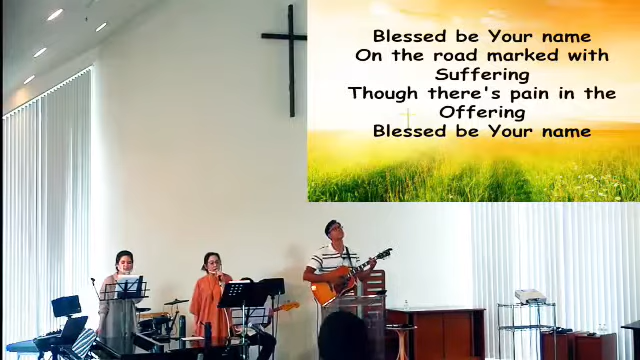 Blessed be Your name
On the road marked with
Suffering
Though there's pain in the
Offering
Blessed be Your name